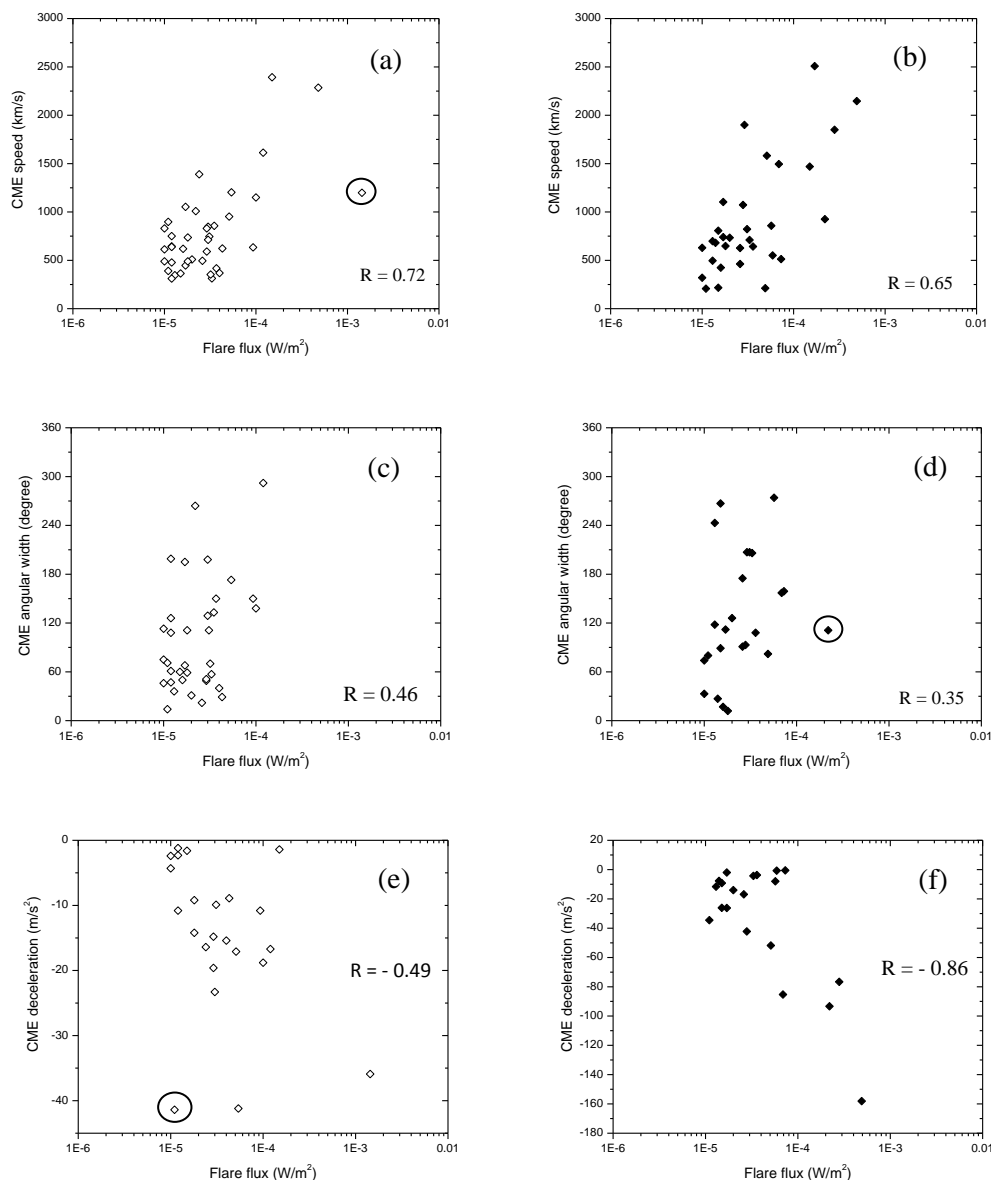 3000
2500
2000
1500
1000
500
0
CME speed (km/s)
(a)
R = 0.72
1E-6 1E-5 1E-4 1E-3 0.01
Flare flux (W/m²)
3000
2500
2000
1500
1000
500
0
CME speed (km/s)
(b)
R = 0.65
1E-6 1E-5 1E-4 1E-3 0.01
Flare flux (W/m²)
360
300
240
180
120
60
0
CME angular width (degree)
(c)
R = 0.46
1E-6 1E-5 1E-4 1E-3 0.01
Flare flux (W/m²)
360
300
240
180
120
60
0
CME angular width (degree)
(d)
R = 0.35
1E-6 1E-5 1E-4 1E-3 0.01
Flare flux (W/m²)
0
-10
-20
-30
-40
CME deceleration (m/s²)
(e)
R = - 0.49
1E-6 1E-5 1E-4 1E-3 0.01
Flare flux (W/m²)
20
0
-20
-40
-60
-80
-100
-120
-140
-160
-180
CME deceleration (m/s²)
(f)
R = - 0.86
1E-6 1E-5 1E-4 1E-3 0.01
Flare flux (W/m²)